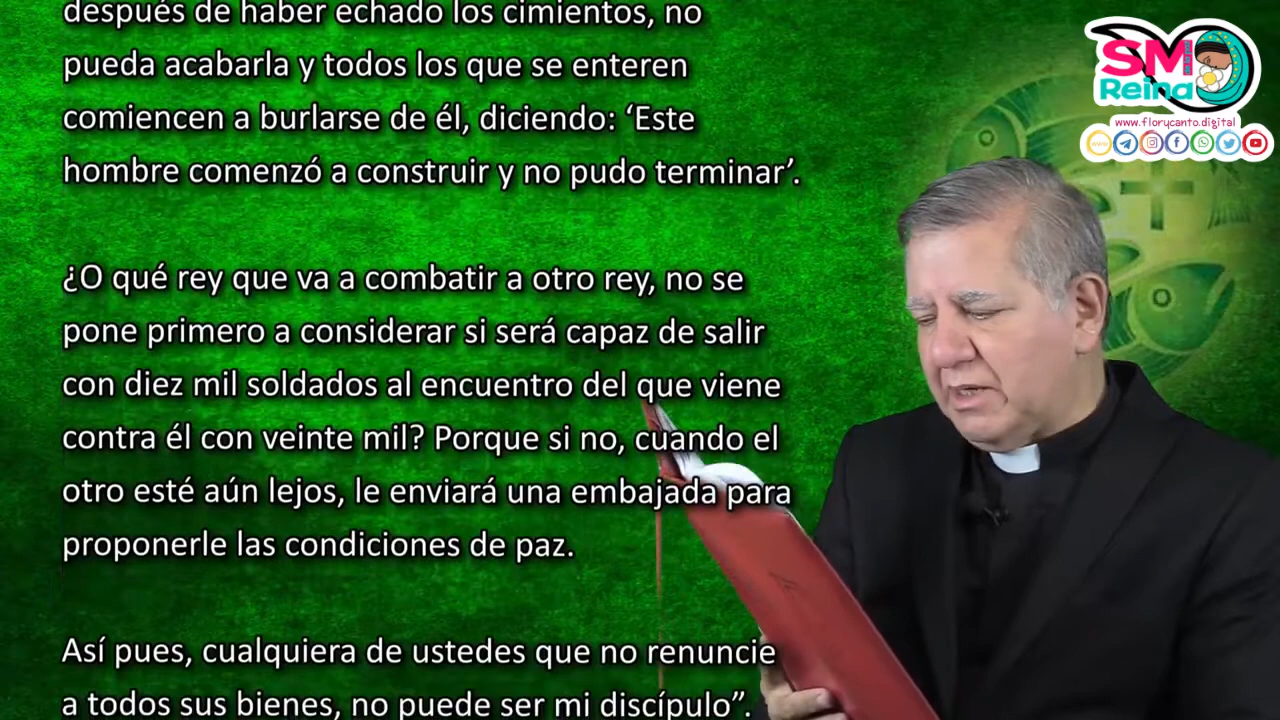 después de haber echado los cimientos, no
pueda acabarla y todos los que se enteren
comiencen a burlarse de él, diciendo: ‘Este
hombre comenzó a construir y no pudo terminar’.
¿O qué rey que va a combatir a otro rey, no se
pone primero a considerar si será capaz de salir
con diez mil soldados al encuentro del que viene
contra él con veinte mil? Porque si no, cuando el
otro esté aún lejos, le enviará una embajada para
proponerle las condiciones de paz.
Así pues, cualquiera de ustedes que no renuncie
a todos sus bienes, no puede ser mi discípulo”.
SM
Reina
www.florycanto.digital